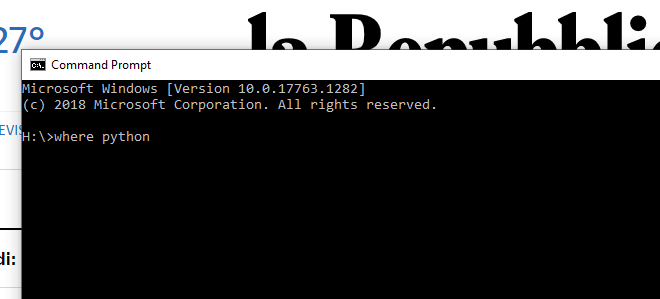 27°
la Repubblic
Command Prompt
Microsoft Windows [Version 10.0.17763.1282]
(c) 2018 Microsoft Corporation. All rights reserved.
EVIS
H:\>where python
di: